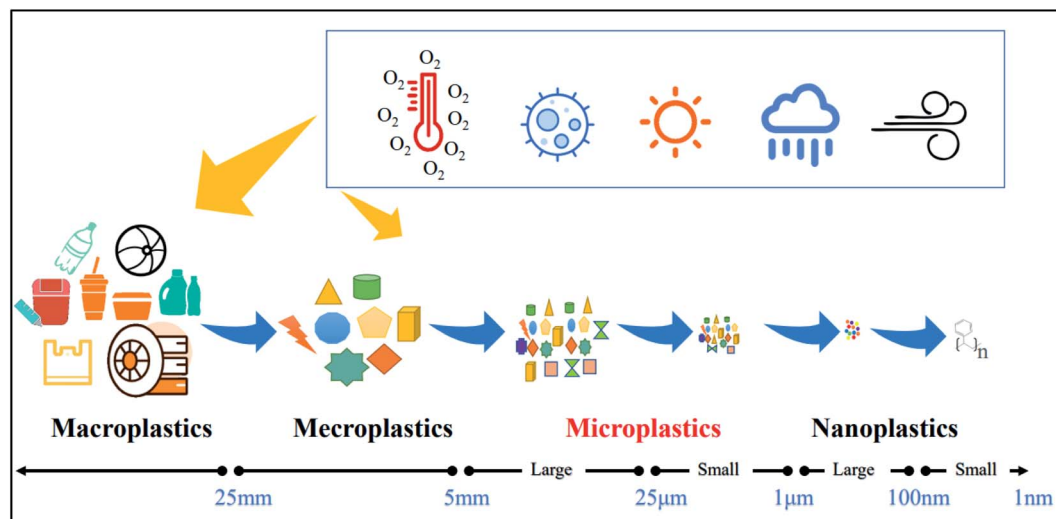 O2
O2 O2
O2
O2 O2
O2 O2
O2
n
Macroplastics Mecroplastics Microplastics Nanoplastics
Large Small Large Small
25mm 5mm 25μm 1μm 100nm 1nm